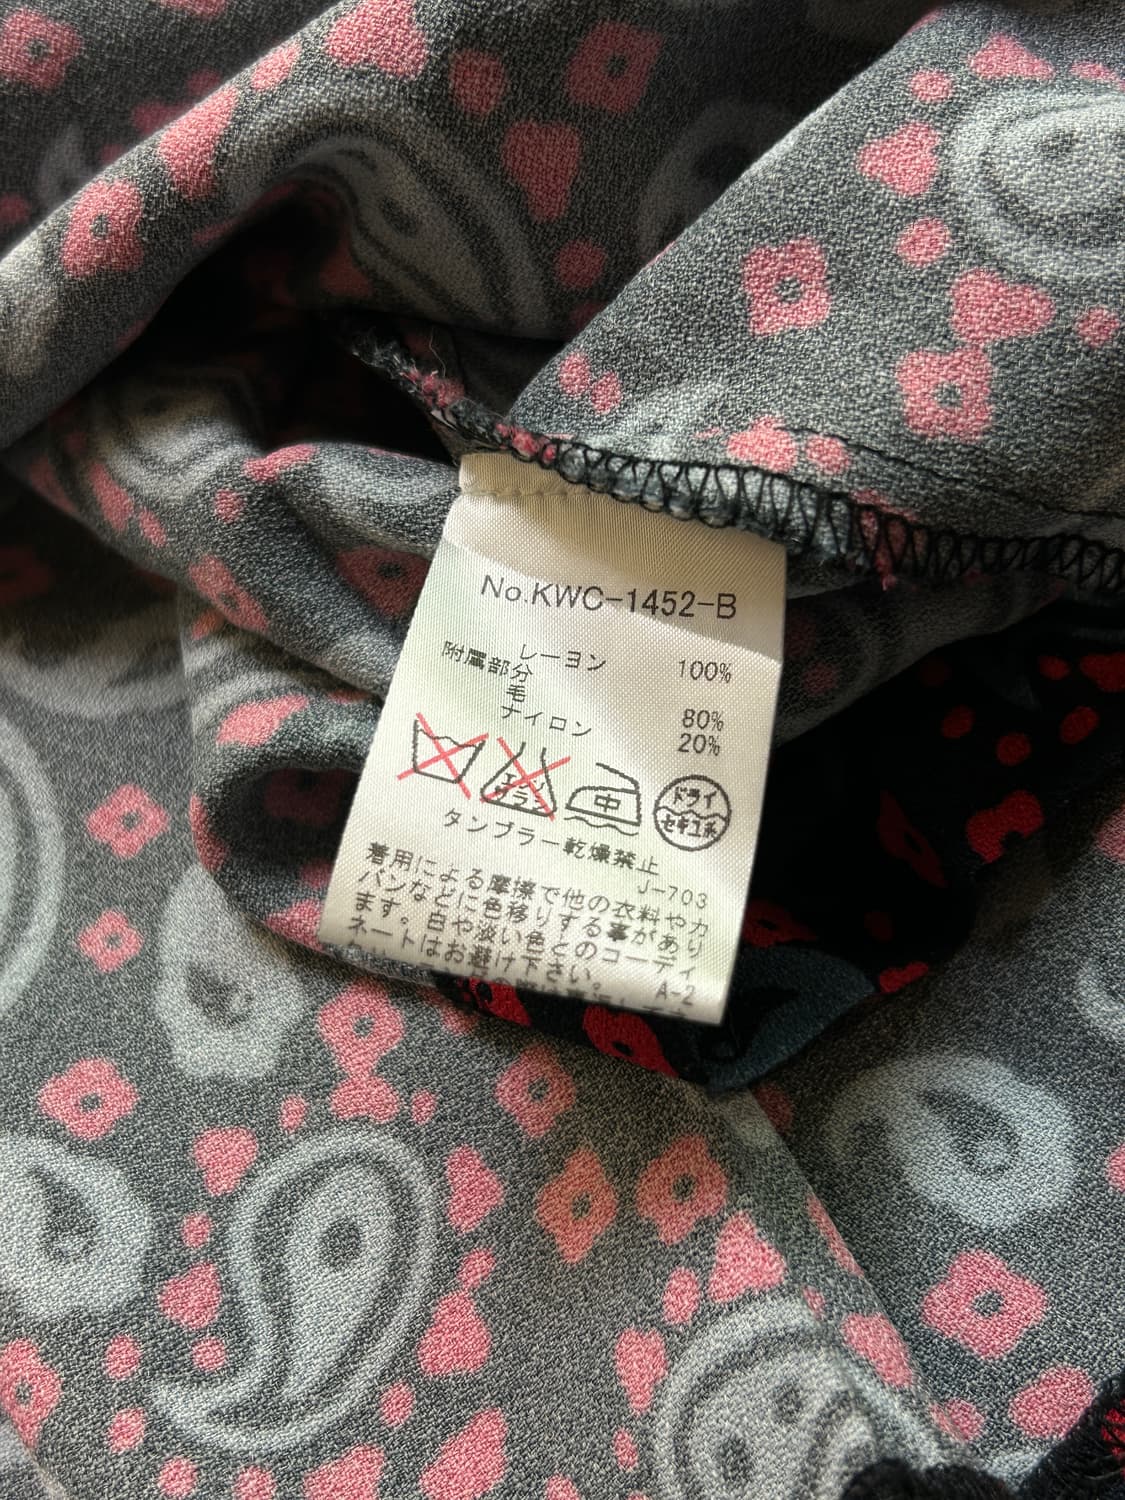 No.KWC-1452-B
レーヨン 100%
附属部分
毛 80%
ナイロン 20%
エンソ
サラシ
中
ドライ
セキユ系
タンブラー乾燥禁止
J-703
着用による摩擦で他の衣料やカ
バンなどに色移りする事があり
ます。白や淡い色とのコーディ
ネートはお避け下さい。
A-2